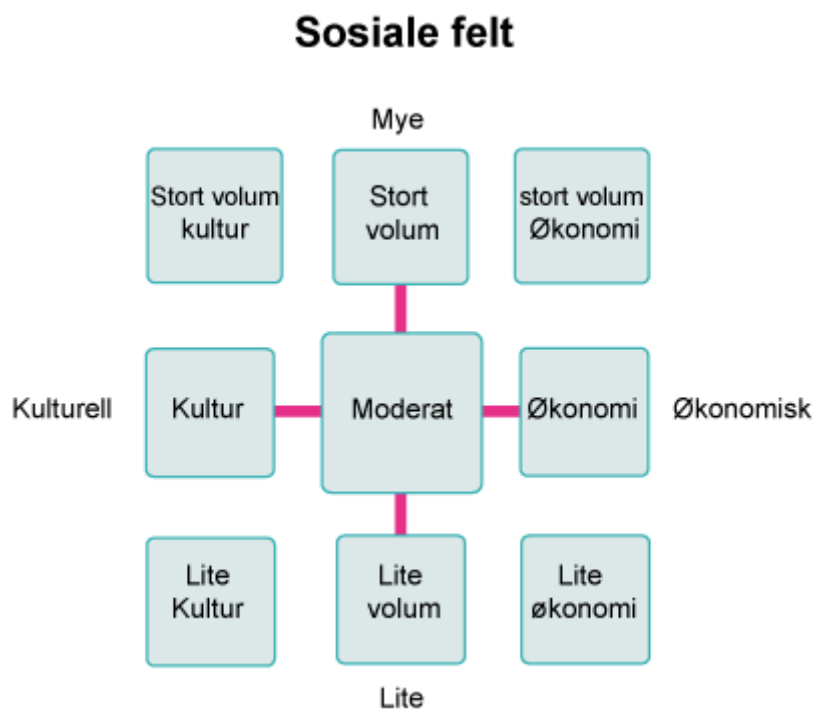 Sosiale felt
Mye
Stort volum
kultur
Stort
volum
stort volum
Økonomi
Kulturell
Kultur
Moderat
Økonomi
Økonomisk
Lite
Kultur
Lite
volum
Lite
økonomi
Lite